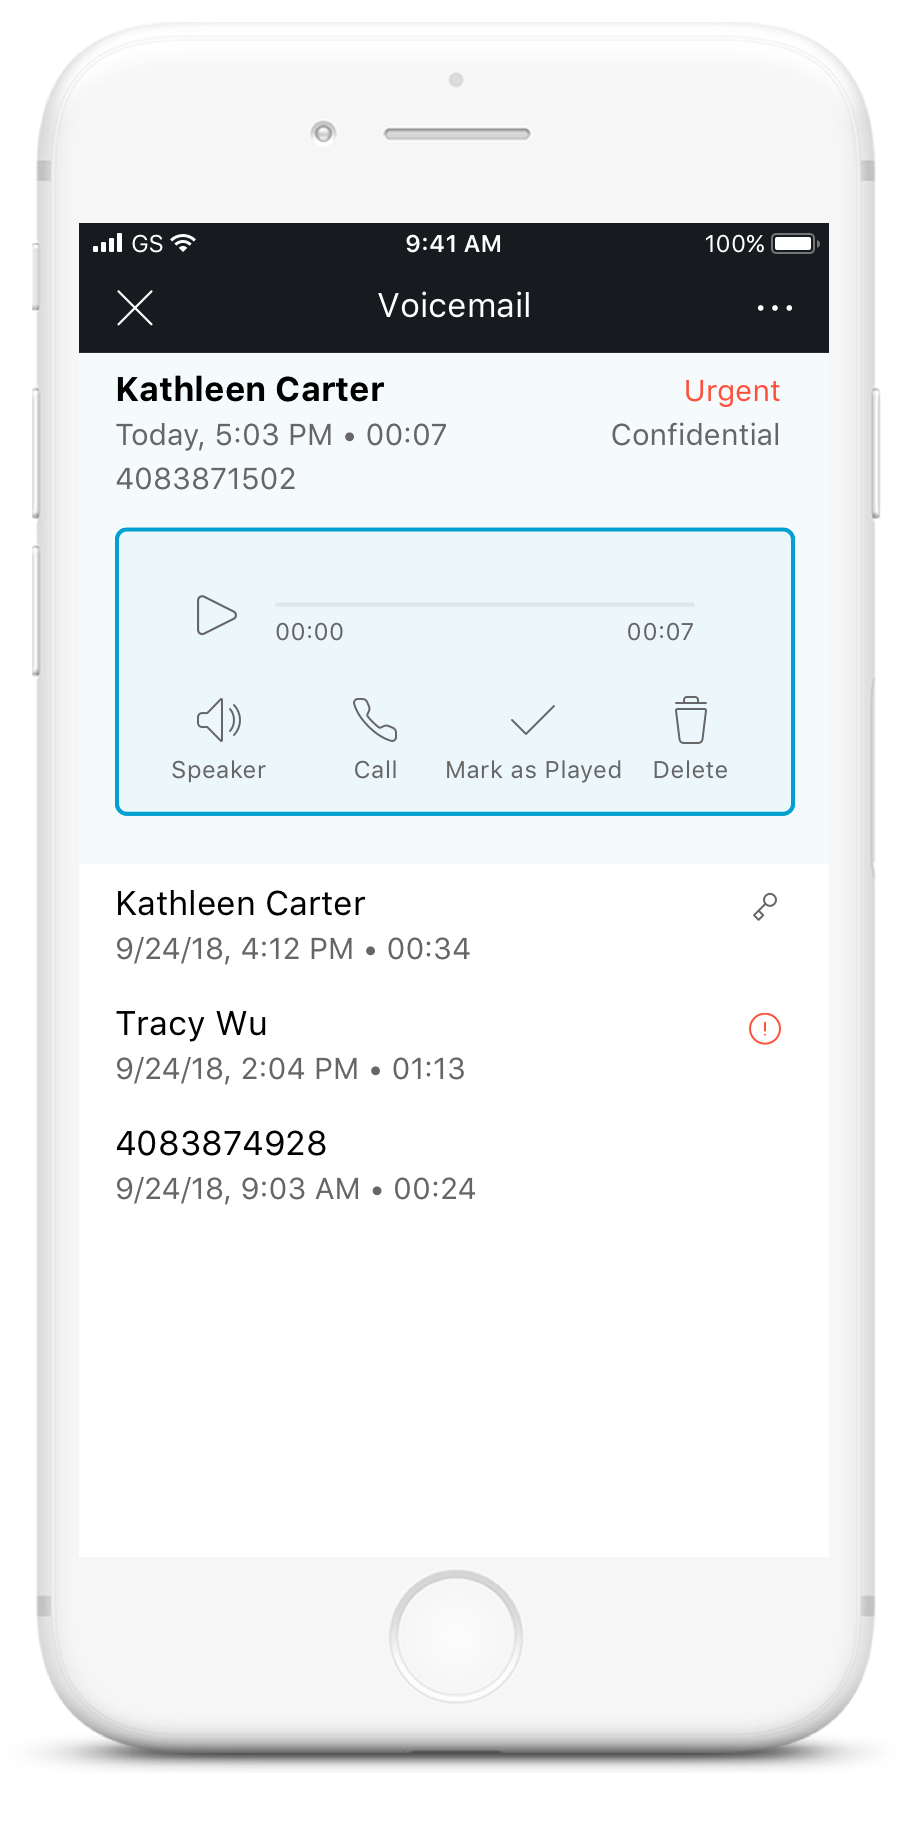 GS 9:41 AM 100%
Voicemail
Kathleen Carter Urgent
Today, 5:03 PM • 00:07 Confidential
4083871502
00:00 00:07
Speaker Call Mark as Played Delete
Kathleen Carter
9/24/18, 4:12 PM • 00:34
Tracy Wu
9/24/18, 2:04 PM • 01:13
4083874928
9/24/18, 9:03 AM • 00:24